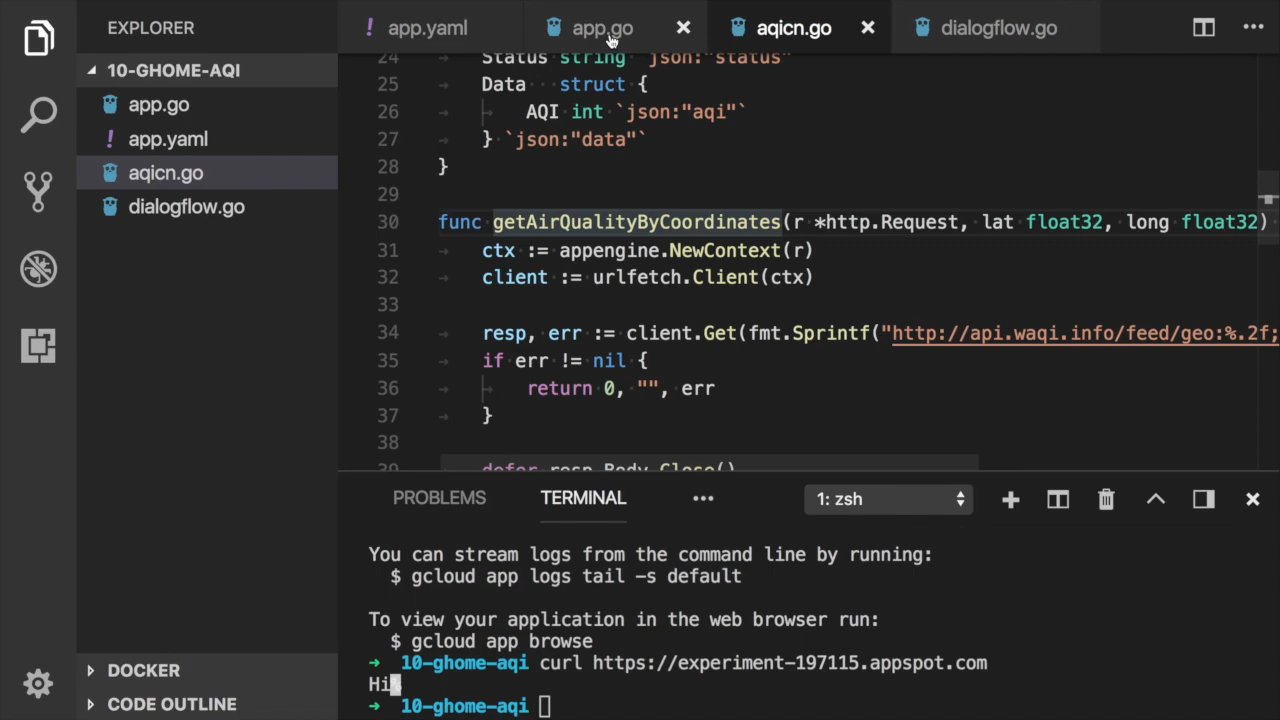 EXPLORER
10-GHOME-AQI
app.go
! app.yaml
aqicn.go
dialogflow.go
DOCKER
CODE OUTLINE
! app.yaml
app.go
aqicn.go
dialogflow.go
24 Status string `json:"status"`
25 Data struct {
26 AQI int `json:"aqi"`
27 } `json:"data"`
28 }
29
30 func getAirQualityByCoordinates(r *http.Request, lat float32, long float32)
31 ctx := appengine.NewContext(r)
32 client := urlfetch.Client(ctx)
33
34 resp, err := client.Get(fmt.Sprintf("http://api.waqi.info/feed/geo:%.2f;
35 if err != nil {
36 return 0, "", err
37 }
38
39 defer resp.Body.Close()
PROBLEMS TERMINAL ••• 1: zsh
You can stream logs from the command line by running:
$ gcloud app logs tail -s default
To view your application in the web browser run:
$ gcloud app browse
➜ 10-ghome-aqi curl https://experiment-197115.appspot.com
Hi%
➜ 10-ghome-aqi